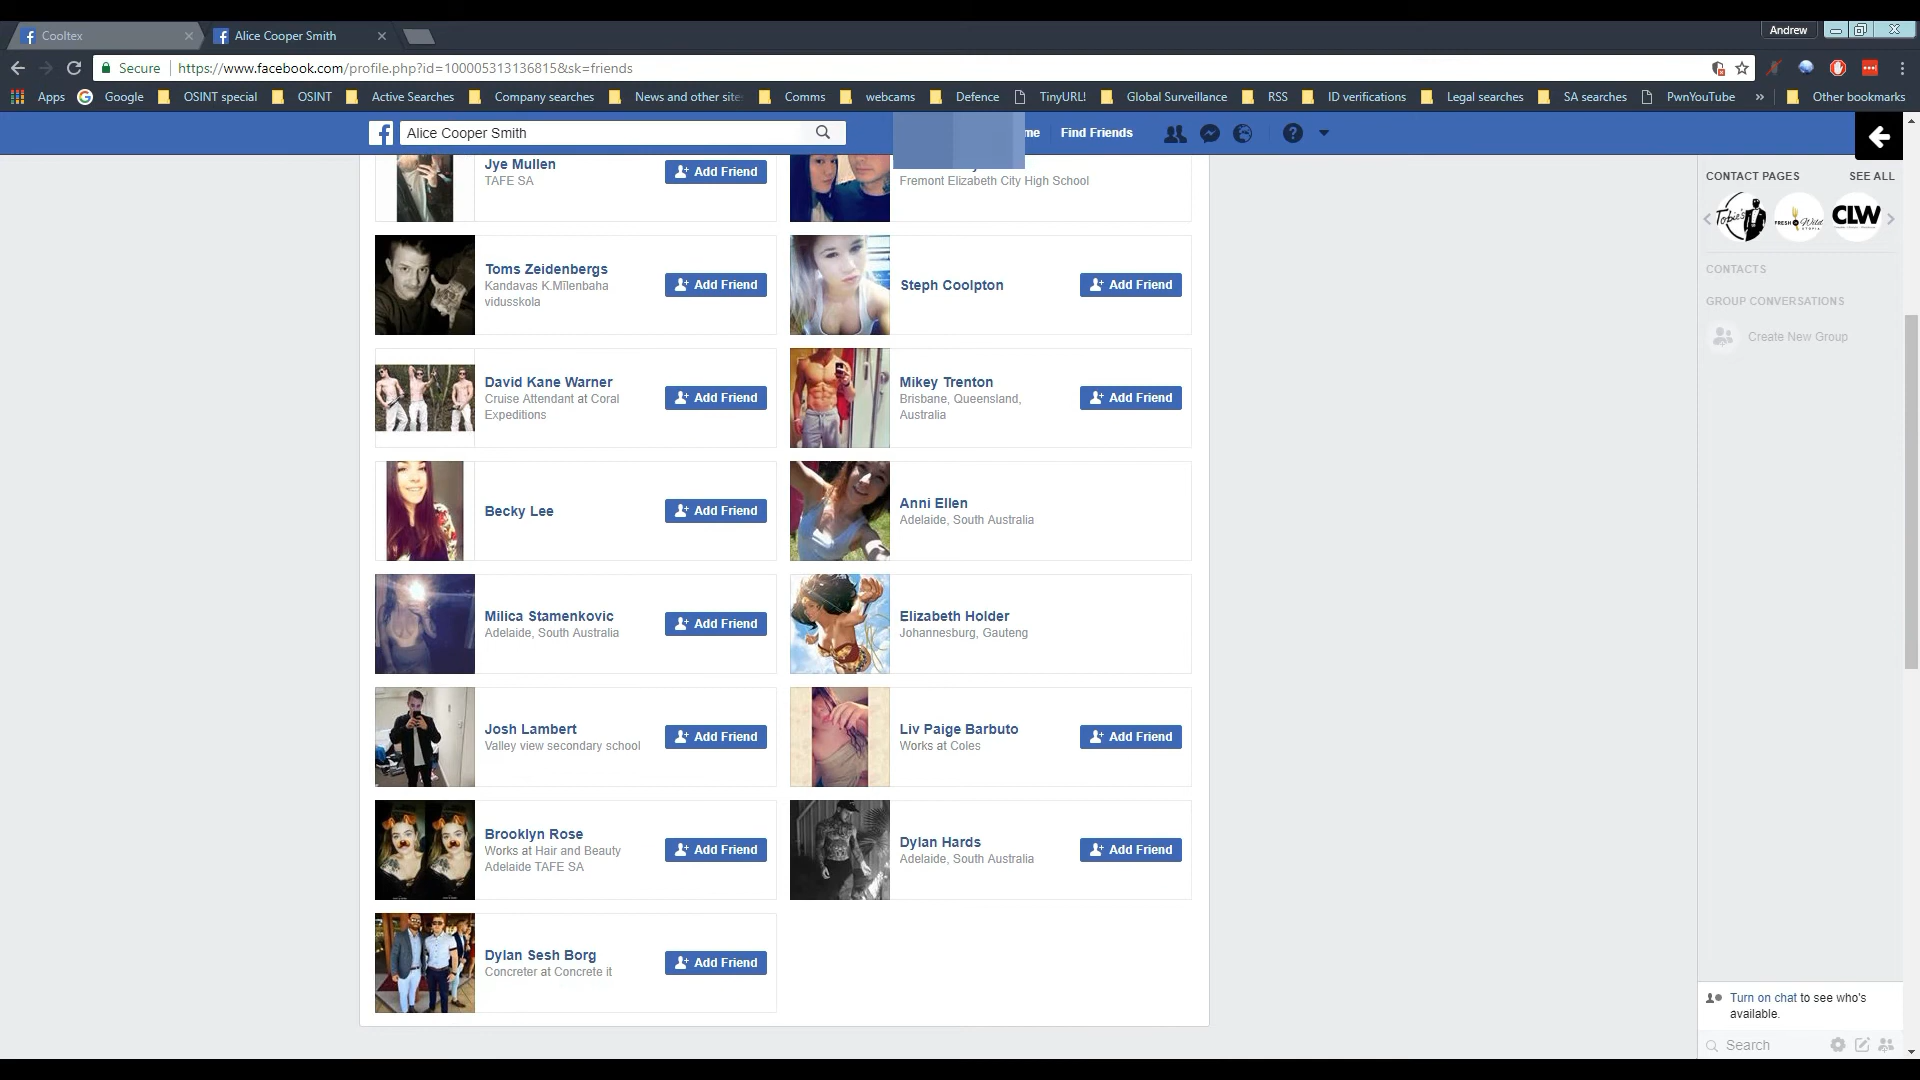 Cooltex
Alice Cooper Smith
Andrew
Secure
https://www.facebook.com/profile.php?id=100005313136815&sk=friends
Apps
Google
OSINT special
OSINT
Active Searches
Company searches
News and other site
Comms
webcams
Defence
TinyURL!
Global Surveillance
RSS
ID verifications
Legal searches
SA searches
PwnYouTube
»
Other bookmarks
Alice Cooper Smith
me
Find Friends
Jye Mullen
TAFE SA
Add Friend
Fremont Elizabeth City High School
Toms Zeidenbergs
Kandavas K.Mīlenbaha
vidusskola
Add Friend
Steph Coolpton
Add Friend
David Kane Warner
Cruise Attendant at Coral
Expeditions
Add Friend
Mikey Trenton
Brisbane, Queensland,
Australia
Add Friend
Becky Lee
Add Friend
Anni Ellen
Adelaide, South Australia
Milica Stamenkovic
Adelaide, South Australia
Add Friend
Elizabeth Holder
Johannesburg, Gauteng
Josh Lambert
Valley view secondary school
Add Friend
Liv Paige Barbuto
Works at Coles
Add Friend
Brooklyn Rose
Works at Hair and Beauty
Adelaide TAFE SA
Add Friend
Dylan Hards
Adelaide, South Australia
Add Friend
Dylan Sesh Borg
Concreter at Concrete it
Add Friend
CONTACT PAGES
SEE ALL
Tobie's
FRESH Wild
UTOPIA
CLW
CONTACTS
GROUP CONVERSATIONS
Create New Group
Turn on chat to see who's
available.
Search